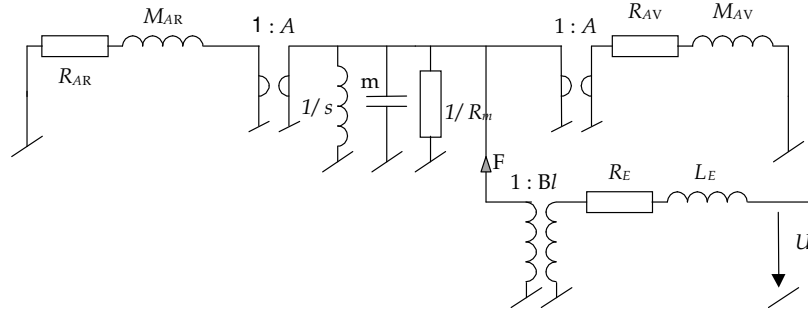 M_AR
1 : A
1 : A
R_AV
M_AV
R_AR
1/ s
m
1/ R_m
F
1 : Bl
R_E
L_E
U